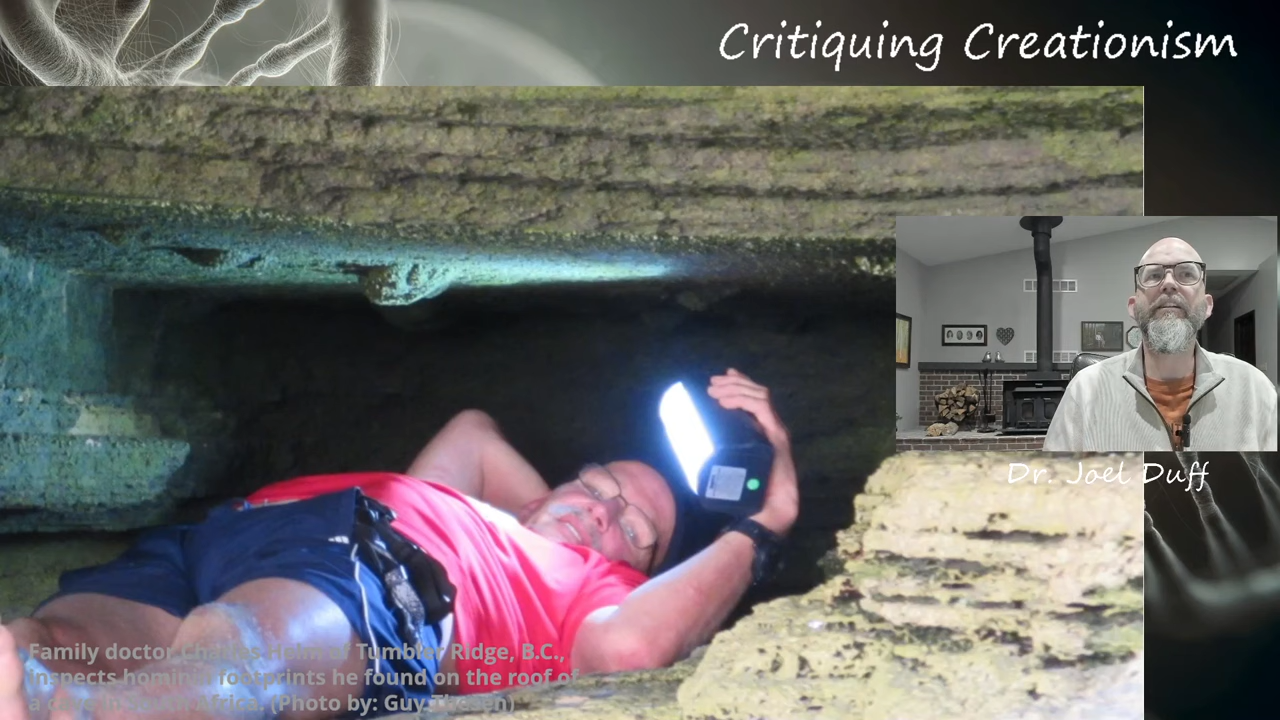 Critiquing Creationism
Dr. Joel Duff
Family doctor Charles Helm of Tumbler Ridge, B.C.,
inspects hominin footprints he found on the roof of
a cave in South Africa. (Photo by: Guy Thesen)